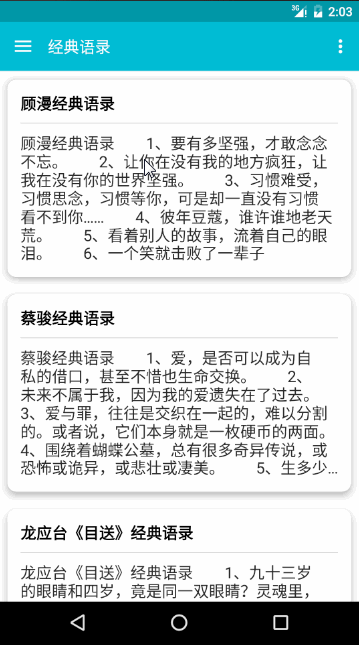 3G 2:03
经典语录
顾漫经典语录
顾漫经典语录 1、要有多坚强，才敢念念
不忘。 2、让你在没有我的地方疯狂，让
我在没有你的世界坚强。 3、习惯难受，
习惯思念，习惯等你，可是却一直没有习惯
看不到你…… 4、彼年豆蔻，谁许谁地老天
荒。 5、看着别人的故事，流着自己的眼
泪。 6、一个笑就击败了一辈子
蔡骏经典语录
蔡骏经典语录 1、爱，是否可以成为自
私的借口，甚至不惜也生命交换。 2、
未来不属于我，因为我的爱遗失在了过去。
3、爱与罪，往往是交织在一起的，难以分割
的。或者说，它们本身就是一枚硬币的两面。
4、围绕着蝴蝶公墓，总有很多奇异传说，或
恐怖或诡异，或悲壮或凄美。 5、生多少…
龙应台《目送》经典语录
龙应台《目送》经典语录 1、九十三岁
的眼睛和四岁，竟是同一双眼睛？灵魂里，